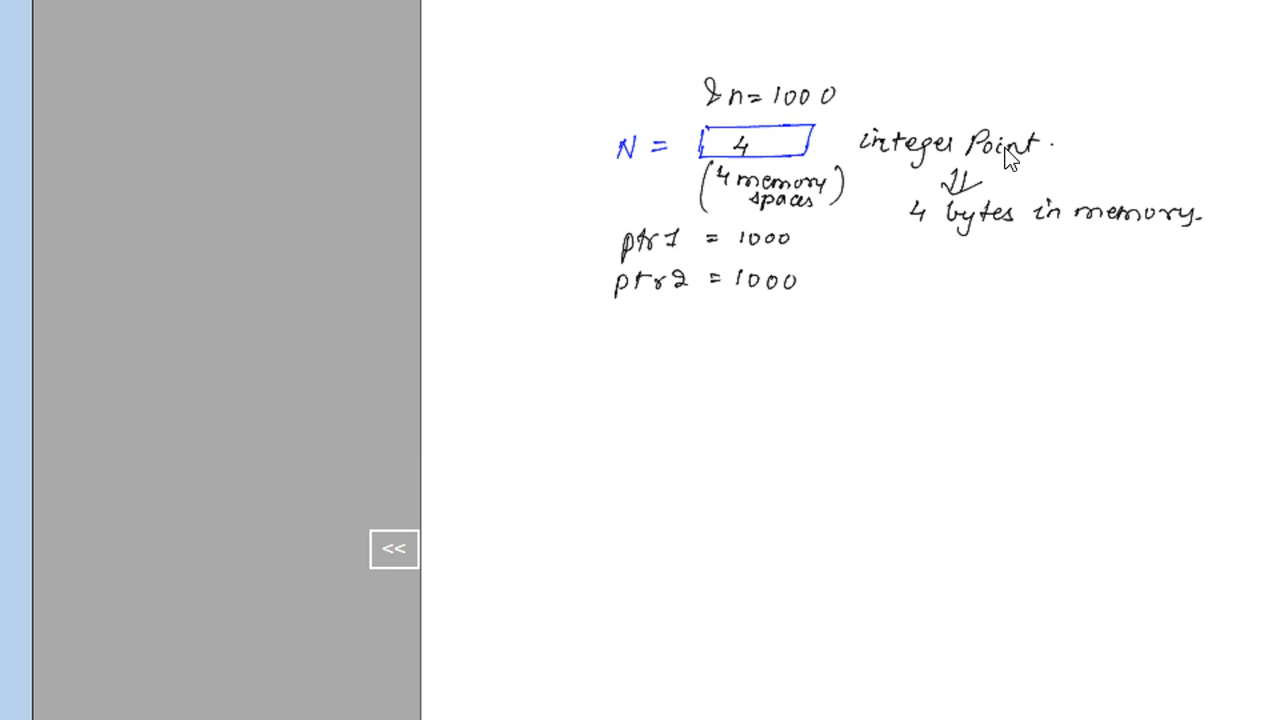 &n = 1000
N = 4 integer Point.
(4 memory spaces)
4 bytes in memory.
ptr1 = 1000
ptr2 = 1000
<<